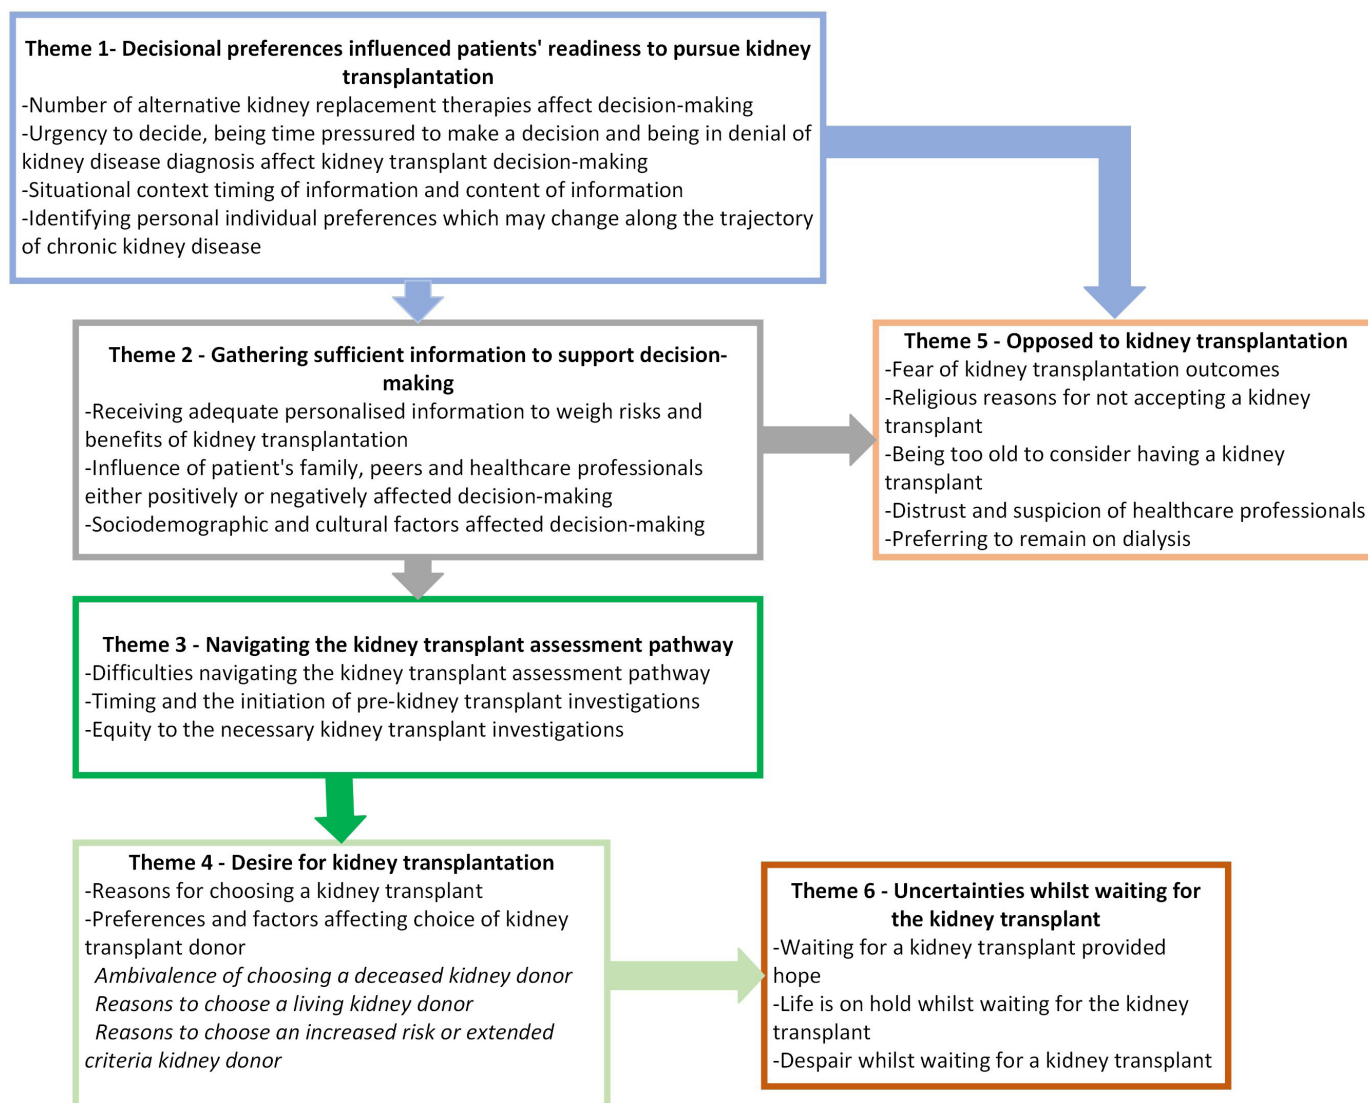 Theme 1- Decisional preferences influenced patients' readiness to pursue kidney
transplantation
-Number of alternative kidney replacement therapies affect decision-making
-Urgency to decide, being time pressured to make a decision and being in denial of
kidney disease diagnosis affect kidney transplant decision-making
-Situational context timing of information and content of information
-Identifying personal individual preferences which may change along the trajectory
of chronic kidney disease
Theme 2 - Gathering sufficient information to support decision-
making
-Receiving adequate personalised information to weigh risks and
benefits of kidney transplantation
-Influence of patient's family, peers and healthcare professionals
either positively or negatively affected decision-making
-Sociodemographic and cultural factors affected decision-making
Theme 5 - Opposed to kidney transplantation
-Fear of kidney transplantation outcomes
-Religious reasons for not accepting a kidney
transplant
-Being too old to consider having a kidney
transplant
-Distrust and suspicion of healthcare professionals
-Preferring to remain on dialysis
Theme 3 - Navigating the kidney transplant assessment pathway
-Difficulties navigating the kidney transplant assessment pathway
-Timing and the initiation of pre-kidney transplant investigations
-Equity to the necessary kidney transplant investigations
Theme 4 - Desire for kidney transplantation
-Reasons for choosing a kidney transplant
-Preferences and factors affecting choice of kidney
transplant donor
Ambivalence of choosing a deceased kidney donor
Reasons to choose a living kidney donor
Reasons to choose an increased risk or extended
criteria kidney donor
Theme 6 - Uncertainties whilst waiting for
the kidney transplant
-Waiting for a kidney transplant provided
hope
-Life is on hold whilst waiting for the kidney
transplant
-Despair whilst waiting for a kidney transplant